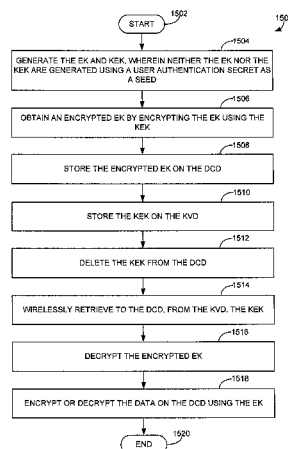 1502
START
150
1504
GENERATE THE EK AND KEK, WHEREIN NEITHER THE EK NOR THE
KEK ARE GENERATED USING A USER AUTHENTICATION SECRET AS
A SEED
1506
OBTAIN AN ENCRYPTED EK BY ENCRYPTING THE EK USING THE
KEK
1508
STORE THE ENCRYPTED EK ON THE DCD
1510
STORE THE KEK ON THE KVD
1512
DELETE THE KEK FROM THE DCD
1514
WIRELESSLY RETRIEVE TO THE DCD, FROM THE KVD, THE KEK
1516
DECRYPT THE ENCRYPTED EK
1518
ENCRYPT OR DECRYPT THE DATA ON THE DCD USING THE EK
END
1520